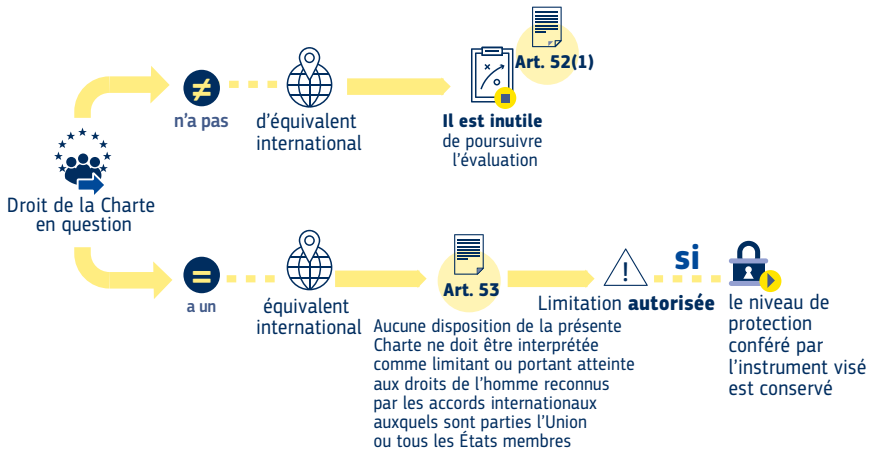 Art. 52(1)
≠
n'a pas
d'équivalent
international
Il est inutile
de poursuivre
l'évaluation
Droit de la Charte
en question
=
a un
équivalent
international
Art. 53
Aucune disposition de la présente
Charte ne doit être interprétée
comme limitant ou portant atteinte
aux droits de l'homme reconnus
par les accords internationaux
auxquels sont parties l'Union
ou tous les États membres
!
Limitation autorisée
si
le niveau de
protection
conféré par
l'instrument visé
est conservé